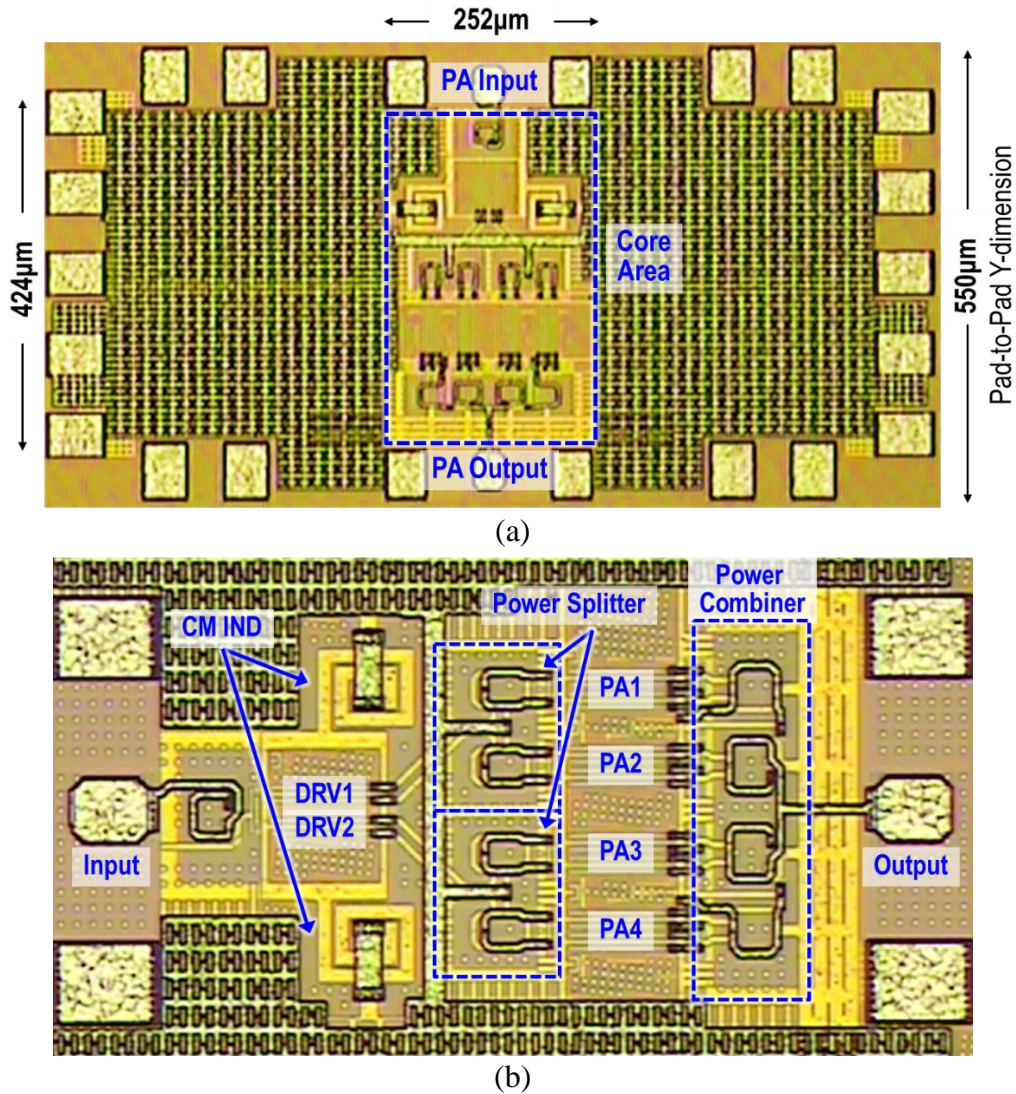 252µm
PA Input
424µm
Core
Area
550µm
Pad-to-Pad Y-dimension
PA Output
(a)
Power
Combiner
Power Splitter
CM IND
PA1
PA2
DRV1
DRV2
PA3
Input
Output
PA4
(b)